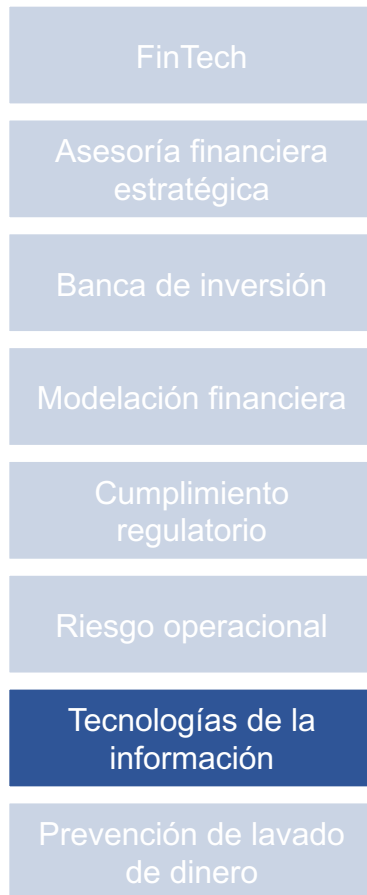 FinTech
Asesoría financiera
estratégica
Banca de inversión
Modelación financiera
Cumplimiento
regulatorio
Riesgo operacional
Tecnologías de la
información
Prevención de lavado
de dinero